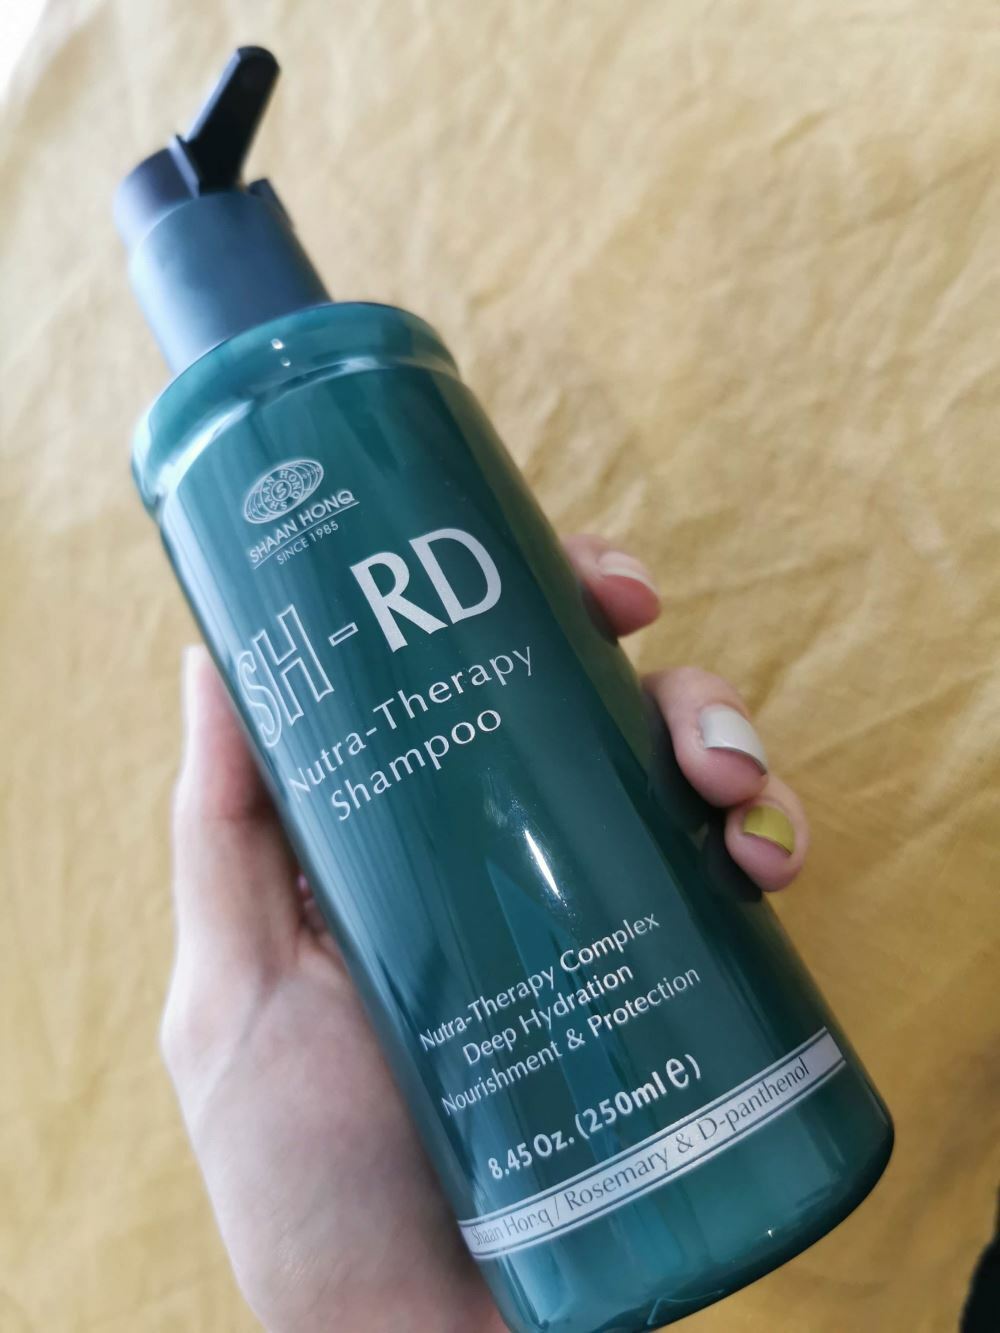 SHAAN HONQ
SINCE 1985
SH-RD
Nutra-Therapy
Shampoo
Nutra-Therapy Complex
Deep Hydration
Nourishment & Protection
8.45 Oz. (250ml e)
Shaan Honq / Rosemary & D-panthenol